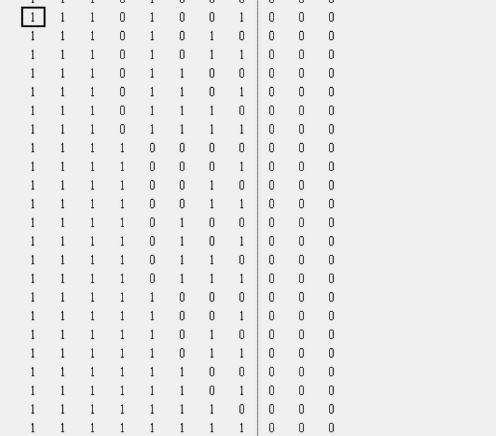 1 1 1 0 1 0 0 1 0 0 0
1 1 1 0 1 0 1 0 0 0 0
1 1 1 0 1 0 1 1 0 0 0
1 1 1 0 1 1 0 0 0 0 0
1 1 1 0 1 1 0 1 0 0 0
1 1 1 0 1 1 1 0 0 0 0
1 1 1 0 1 1 1 1 0 0 0
1 1 1 1 0 0 0 0 0 0 0
1 1 1 1 0 0 0 1 0 0 0
1 1 1 1 0 0 1 0 0 0 0
1 1 1 1 0 0 1 1 0 0 0
1 1 1 1 0 1 0 0 0 0 0
1 1 1 1 0 1 0 1 0 0 0
1 1 1 1 0 1 1 0 0 0 0
1 1 1 1 0 1 1 1 0 0 0
1 1 1 1 1 0 0 0 0 0 0
1 1 1 1 1 0 0 1 0 0 0
1 1 1 1 1 0 1 0 0 0 0
1 1 1 1 1 0 1 1 0 0 0
1 1 1 1 1 1 0 0 0 0 0
1 1 1 1 1 1 0 1 0 0 0
1 1 1 1 1 1 1 0 0 0 0
1 1 1 1 1 1 1 1 0 0 0